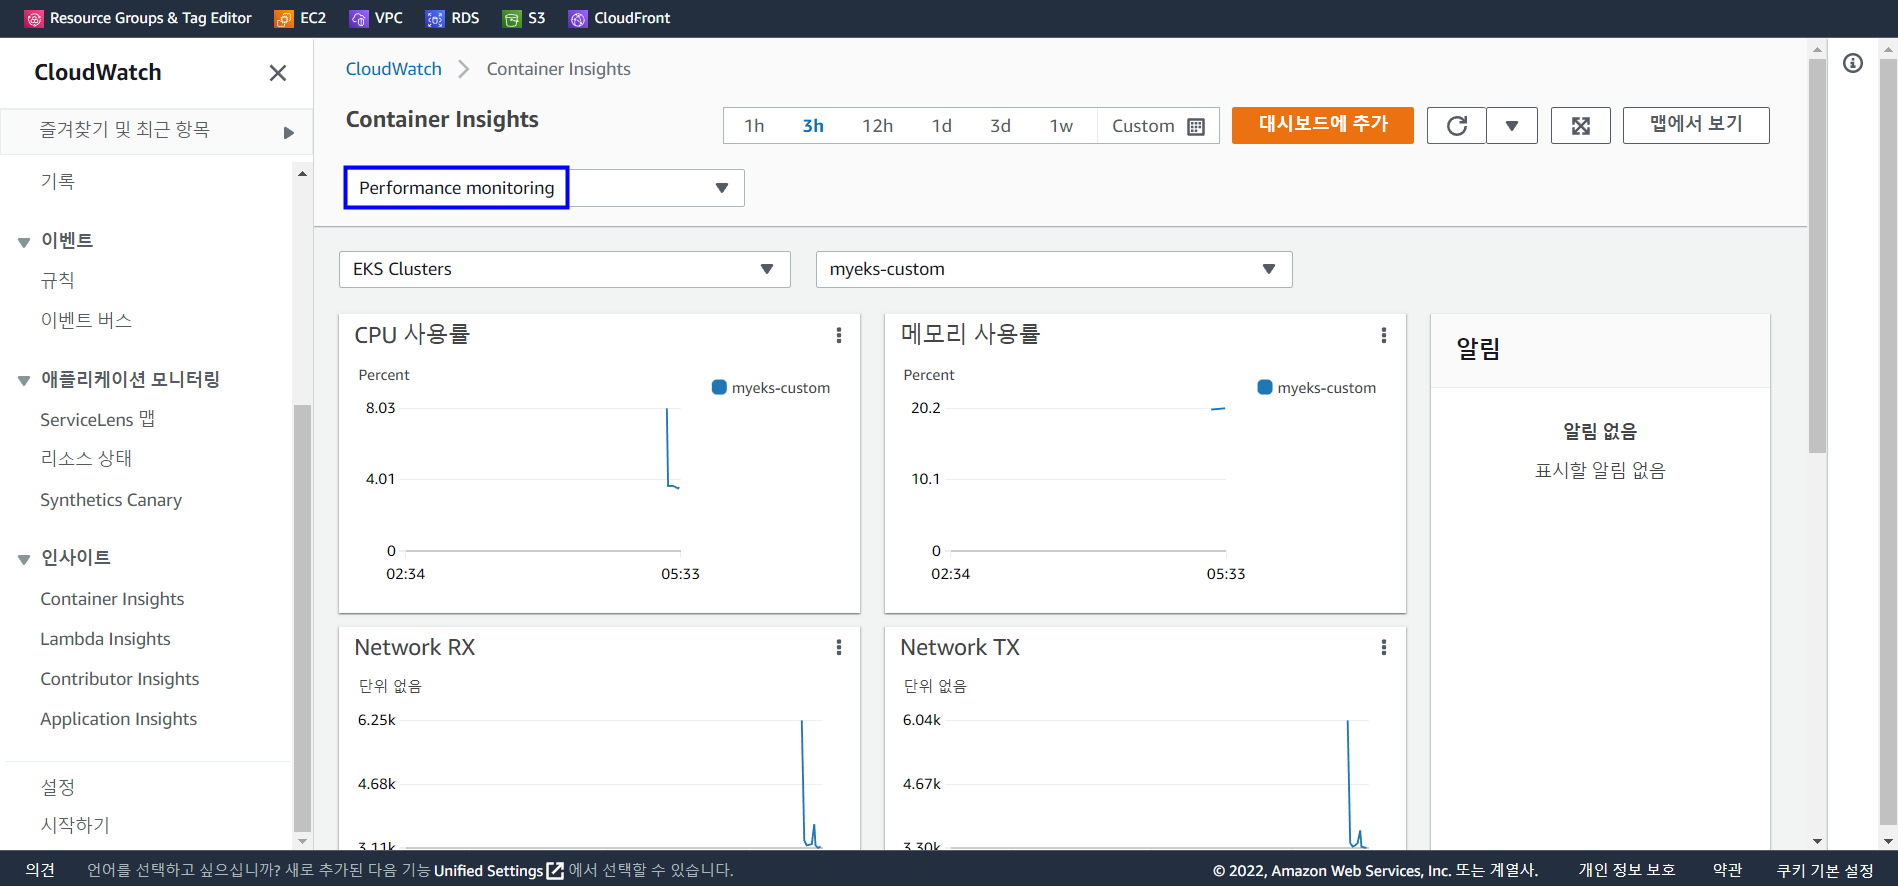 Resource Groups & Tag Editor EC2 VPC RDS S3 CloudFront
CloudWatch
즐겨찾기 및 최근 항목
기록
이벤트
규칙
이벤트 버스
애플리케이션 모니터링
ServiceLens 맵
리소스 상태
Synthetics Canary
인사이트
Container Insights
Lambda Insights
Contributor Insights
Application Insights
설정
시작하기
CloudWatch Container Insights
Container Insights
1h 3h 12h 1d 3d 1w Custom
대시보드에 추가
맵에서 보기
Performance monitoring
EKS Clusters
myeks-custom
CPU 사용률
Percent
myeks-custom
8.03
4.01
0
02:34 05:33
메모리 사용률
Percent
myeks-custom
20.2
10.1
0
02:34 05:33
알림
알림 없음
표시할 알림 없음
Network RX
단위 없음
6.25k
4.68k
3.11k
Network TX
단위 없음
6.04k
4.67k
3.30k
의견 언어를 선택하고 싶으십니까? 새로 추가된 다음 기능 Unified Settings 에서 선택할 수 있습니다. © 2022, Amazon Web Services, Inc. 또는 계열사. 개인 정보 보호 약관 쿠키 기본 설정